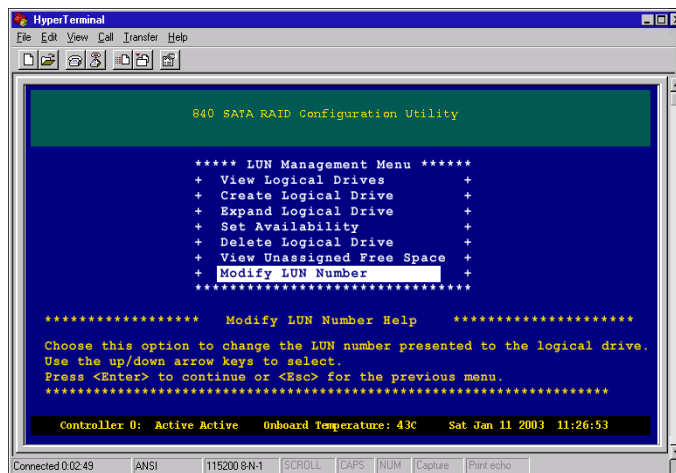 HyperTerminal
File Edit View Call Transfer Help
840 SATA RAID Configuration Utility
***** LUN Management Menu ******
+ View Logical Drives +
+ Create Logical Drive +
+ Expand Logical Drive +
+ Set Availability +
+ Delete Logical Drive +
+ View Unassigned Free Space +
+ Modify LUN Number +
********************************
****************** Modify LUN Number Help *********************
Choose this option to change the LUN number presented to the logical drive.
Use the up/down arrow keys to select.
Press <Enter> to continue or <Esc> for the previous menu.
*****************************************************************
Controller 0: Active Active Onboard Temperature: 43C Sat Jan 11 2003 11:26:53
Connected 0:02:49 ANSI 115200 8-N-1 SCROLL CAPS NUM Capture Print echo